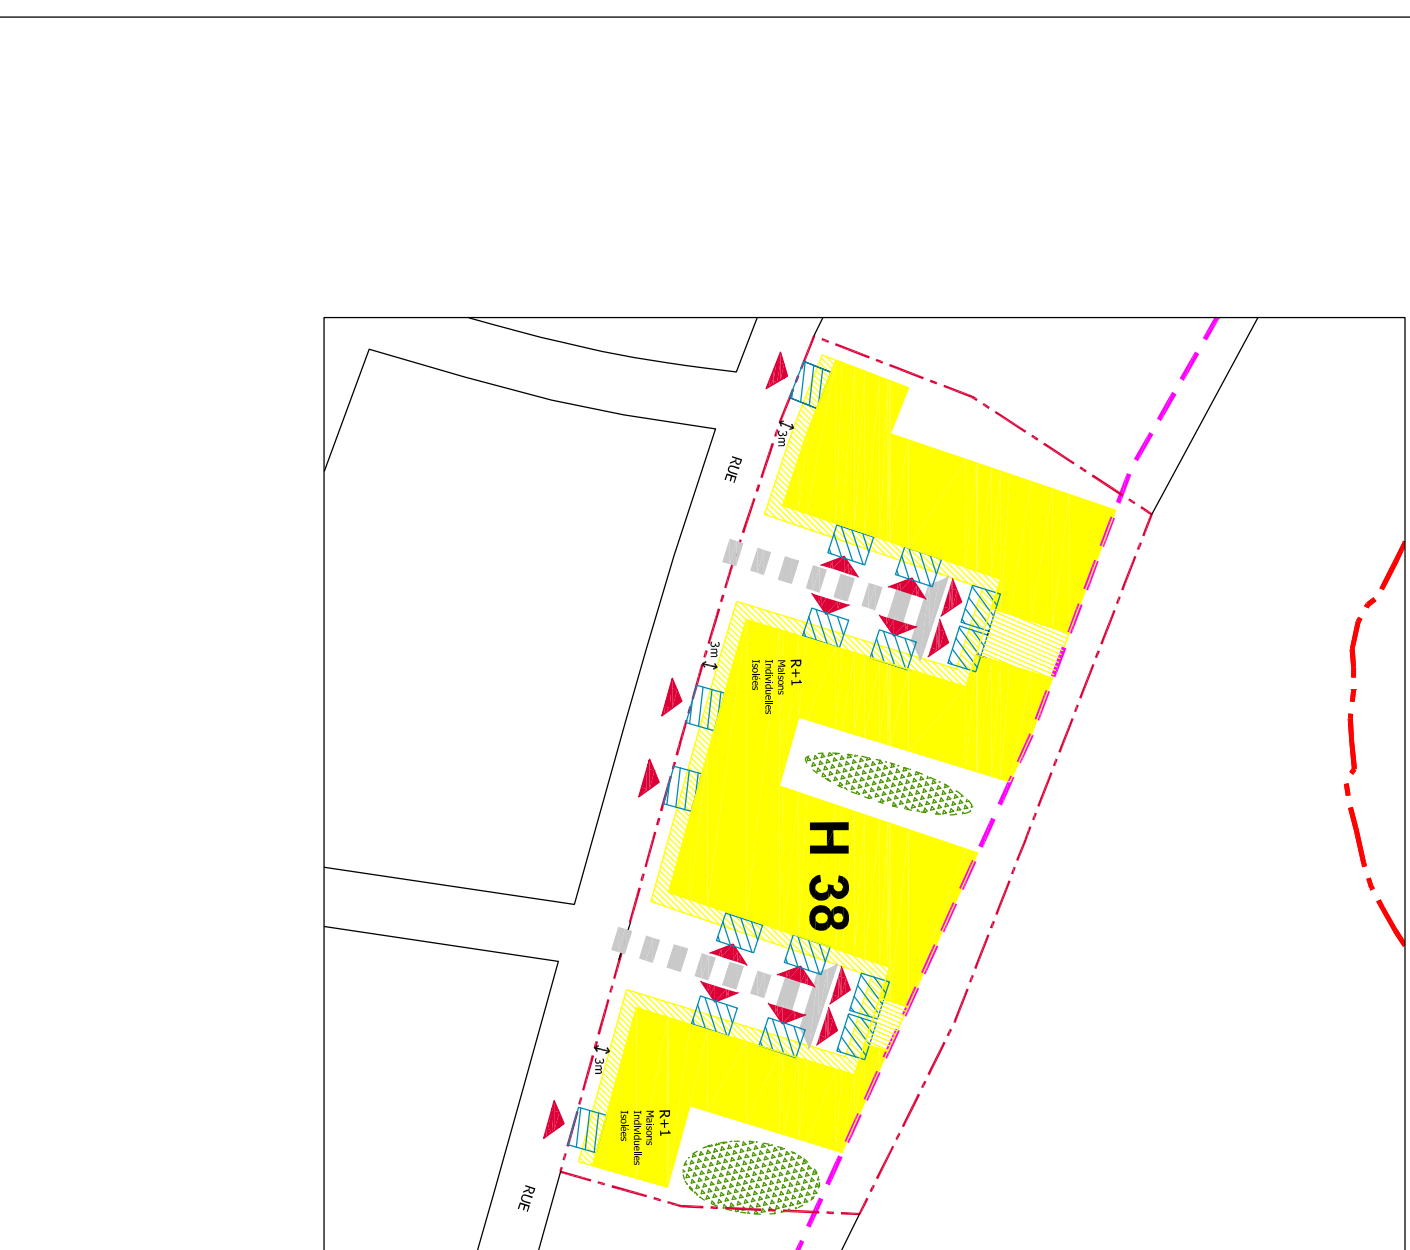 RUE
3m
3m
R+1
Maisons
Individuelles
Isolées
H 38
3m
R+1
Maisons
Individuelles
Isolées
RUE